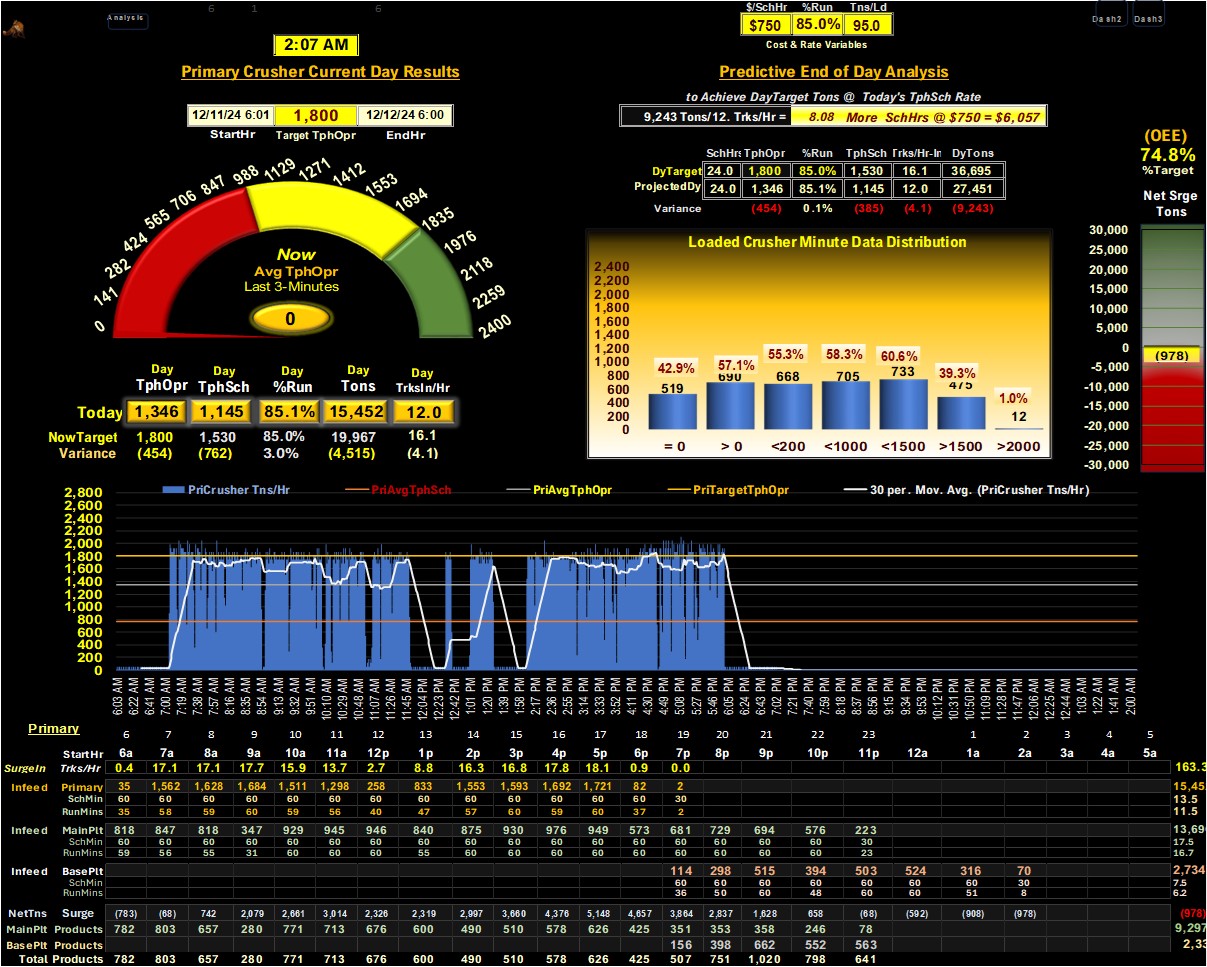 6 1 6
Analysis
$/SchHr %Run Tns/Ld
$750 85.0% 95.0
Cost & Rate Variables
Dash2 Dash3
2:07 AM
Primary Crusher Current Day Results
12/11/24 6:01 1,800 12/12/24 6:00
StartHr Target TphOpr EndHr
0 141 282 424 565 706 847 988 1129 1271 1412 1553 1694 1835 1976 2118 2259 2400
Now
Avg TphOpr
Last 3-Minutes
0
Day Day Day Day Day
TphOpr TphSch %Run Tons TrksIn/Hr
Today 1,346 1,145 85.1% 15,452 12.0
NowTarget 1,800 1,530 85.0% 19,967 16.1
Variance (454) (762) 3.0% (4,515) (4.1)
Predictive End of Day Analysis
to Achieve DayTarget Tons @ Today's TphSch Rate
9,243 Tons/12. Trks/Hr = 8.08 More SchHrs @ $750 = $6,057
SchHrs TphOpr %Run TphSch Trks/Hr-In DyTons
DyTarget 24.0 1,800 85.0% 1,530 16.1 36,695
ProjectedDy 24.0 1,346 85.1% 1,145 12.0 27,451
Variance (454) 0.1% (385) (4.1) (9,243)
Loaded Crusher Minute Data Distribution
2,400
2,200
2,000
1,800
1,600
1,400
1,200
1,000
800
600
400
200
0
42.9% 57.1% 55.3% 58.3% 60.6% 39.3% 1.0%
519 690 668 705 733 475 12
= 0 > 0 <200 <1000 <1500 >1500 >2000
(OEE)
74.8%
%Target
Net Srge
Tons
30,000
25,000
20,000
15,000
10,000
5,000
0
(978)
-5,000
-10,000
-15,000
-20,000
-25,000
-30,000
PriCrusher Tns/Hr PriAvgTphSch PriAvgTphOpr PriTargetTphOpr 30 per. Mov. Avg. (PriCrusher Tns/Hr)
2,800
2,600
2,400
2,200
2,000
1,800
1,600
1,400
1,200
1,000
800
600
400
200
0
6:03 AM 6:22 AM 6:41 AM 7:00 AM 7:19 AM 7:38 AM 7:57 AM 8:16 AM 8:35 AM 8:54 AM 9:13 AM 9:32 AM 9:51 AM 10:10 AM 10:29 AM 10:48 AM 11:07 AM 11:26 AM 11:45 AM 12:04 PM 12:23 PM 12:42 PM 1:01 PM 1:20 PM 1:39 PM 1:58 PM 2:17 PM 2:36 PM 2:55 PM 3:14 PM 3:33 PM 3:52 PM 4:11 PM 4:30 PM 4:49 PM 5:08 PM 5:27 PM 5:46 PM 6:05 PM 6:24 PM 6:43 PM 7:02 PM 7:21 PM 7:40 PM 7:59 PM 8:18 PM 8:37 PM 8:56 PM 9:15 PM 9:34 PM 9:53 PM 10:12 PM 10:31 PM 10:50 PM 11:09 PM 11:28 PM 11:47 PM 12:06 AM 12:25 AM 12:44 AM 1:03 AM 1:22 AM 1:41 AM 2:00 AM
Primary
6 7 8 9 10 11 12 13 14 15 16 17 18 19 20 21 22 23 1 2 3 4 5
StartHr 6a 7a 8a 9a 10a 11a 12p 1p 2p 3p 4p 5p 6p 7p 8p 9p 10p 11p 12a 1a 2a 3a 4a 5a
SurgeIn Trks/Hr 0.4 17.1 17.1 17.7 15.9 13.7 2.7 8.8 16.3 16.8 17.8 18.1 0.9 0.0 163.3
Infeed Primary 35 1,562 1,628 1,684 1,511 1,298 258 833 1,553 1,593 1,692 1,721 82 2 15,45
SchMin 60 60 60 60 60 60 60 60 60 60 60 60 60 30 13.5
RunMins 35 58 59 60 59 56 40 47 57 60 59 60 37 2 11.5
Infeed MainPlt 818 847 818 347 929 945 946 840 875 930 976 949 573 681 729 694 576 223 13,69
SchMin 60 60 60 60 60 60 60 60 60 60 60 60 60 60 60 60 60 30 17.5
RunMins 59 56 55 31 60 60 60 55 60 60 60 60 60 60 60 60 60 23 16.7
Infeed BasePlt 114 298 515 394 503 524 316 70 2,734
SchMin 60 60 60 60 60 60 60 30 7.5
RunMins 36 50 60 48 60 60 51 8 6.2
NetTns Surge (783) (68) 742 2,079 2,661 3,014 2,326 2,319 2,997 3,660 4,376 5,148 4,657 3,864 2,837 1,628 658 (68) (592) (908) (978) (978)
MainPlt Products 782 803 657 280 771 713 676 600 490 510 578 626 425 351 353 358 246 78 9,297
BasePlt Products 156 398 662 552 563 2,33
Total Products 782 803 657 280 771 713 676 600 490 510 578 626 425 507 751 1,020 798 641